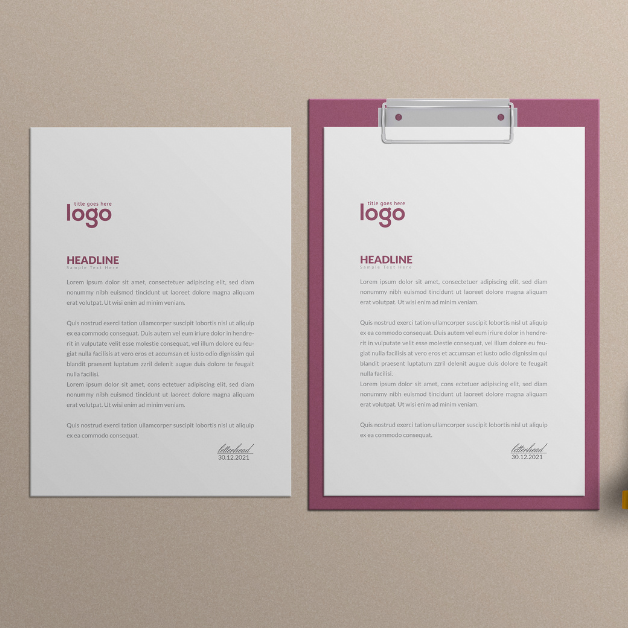 title goes here
logo
HEADLINE
Sample Text Here
Lorem ipsum dolor sit amet, consectetuer adipiscing elit, sed diam
nonummy nibh euismod tincidunt ut laoreet dolore magna aliquam
erat volutpat. Ut wisi enim ad minim veniam.
Quis nostrud exerci tation ullamcorper suscipit lobortis nisl ut aliquip
ex ea commodo consequat. Duis autem vel eum iriure dolor in hendre-
rit in vulputate velit esse molestie consequat, vel illum dolore eu feu-
giat nulla facilisis at vero eros et accumsan et iusto odio dignissim qui
blandit praesent luptatum zzril delenit augue duis dolore te feugait
nulla facilisi.
Lorem ipsum dolor sit amet, cons ectetuer adipiscing elit, sed diam
nonummy nibh euismod tincidunt ut laoreet dolore magna aliquam
erat volutpat. Ut wisi enim ad minim veniam.
Quis nostrud exerci tation ullamcorper suscipit lobortis nisl ut aliquip
ex ea commodo consequat.
letterhead
30.12.2021
title goes here
logo
HEADLINE
Sample Text Here
Lorem ipsum dolor sit amet, consectetuer adipiscing elit, sed diam
nonummy nibh euismod tincidunt ut laoreet dolore magna aliquam
erat volutpat. Ut wisi enim ad minim veniam.
Quis nostrud exerci tation ullamcorper suscipit lobortis nisl ut aliquip
ex ea commodo consequat. Duis autem vel eum iriure dolor in hendre-
rit in vulputate velit esse molestie consequat, vel illum dolore eu feu-
giat nulla facilisis at vero eros et accumsan et iusto odio dignissim qui
blandit praesent luptatum zzril delenit augue duis dolore te feugait
nulla facilisi.
Lorem ipsum dolor sit amet, cons ectetuer adipiscing elit, sed diam
nonummy nibh euismod tincidunt ut laoreet dolore magna aliquam
erat volutpat. Ut wisi enim ad minim veniam.
Quis nostrud exerci tation ullamcorper suscipit lobortis nisl ut aliquip
ex ea commodo consequat.
letterhead
30.12.2021